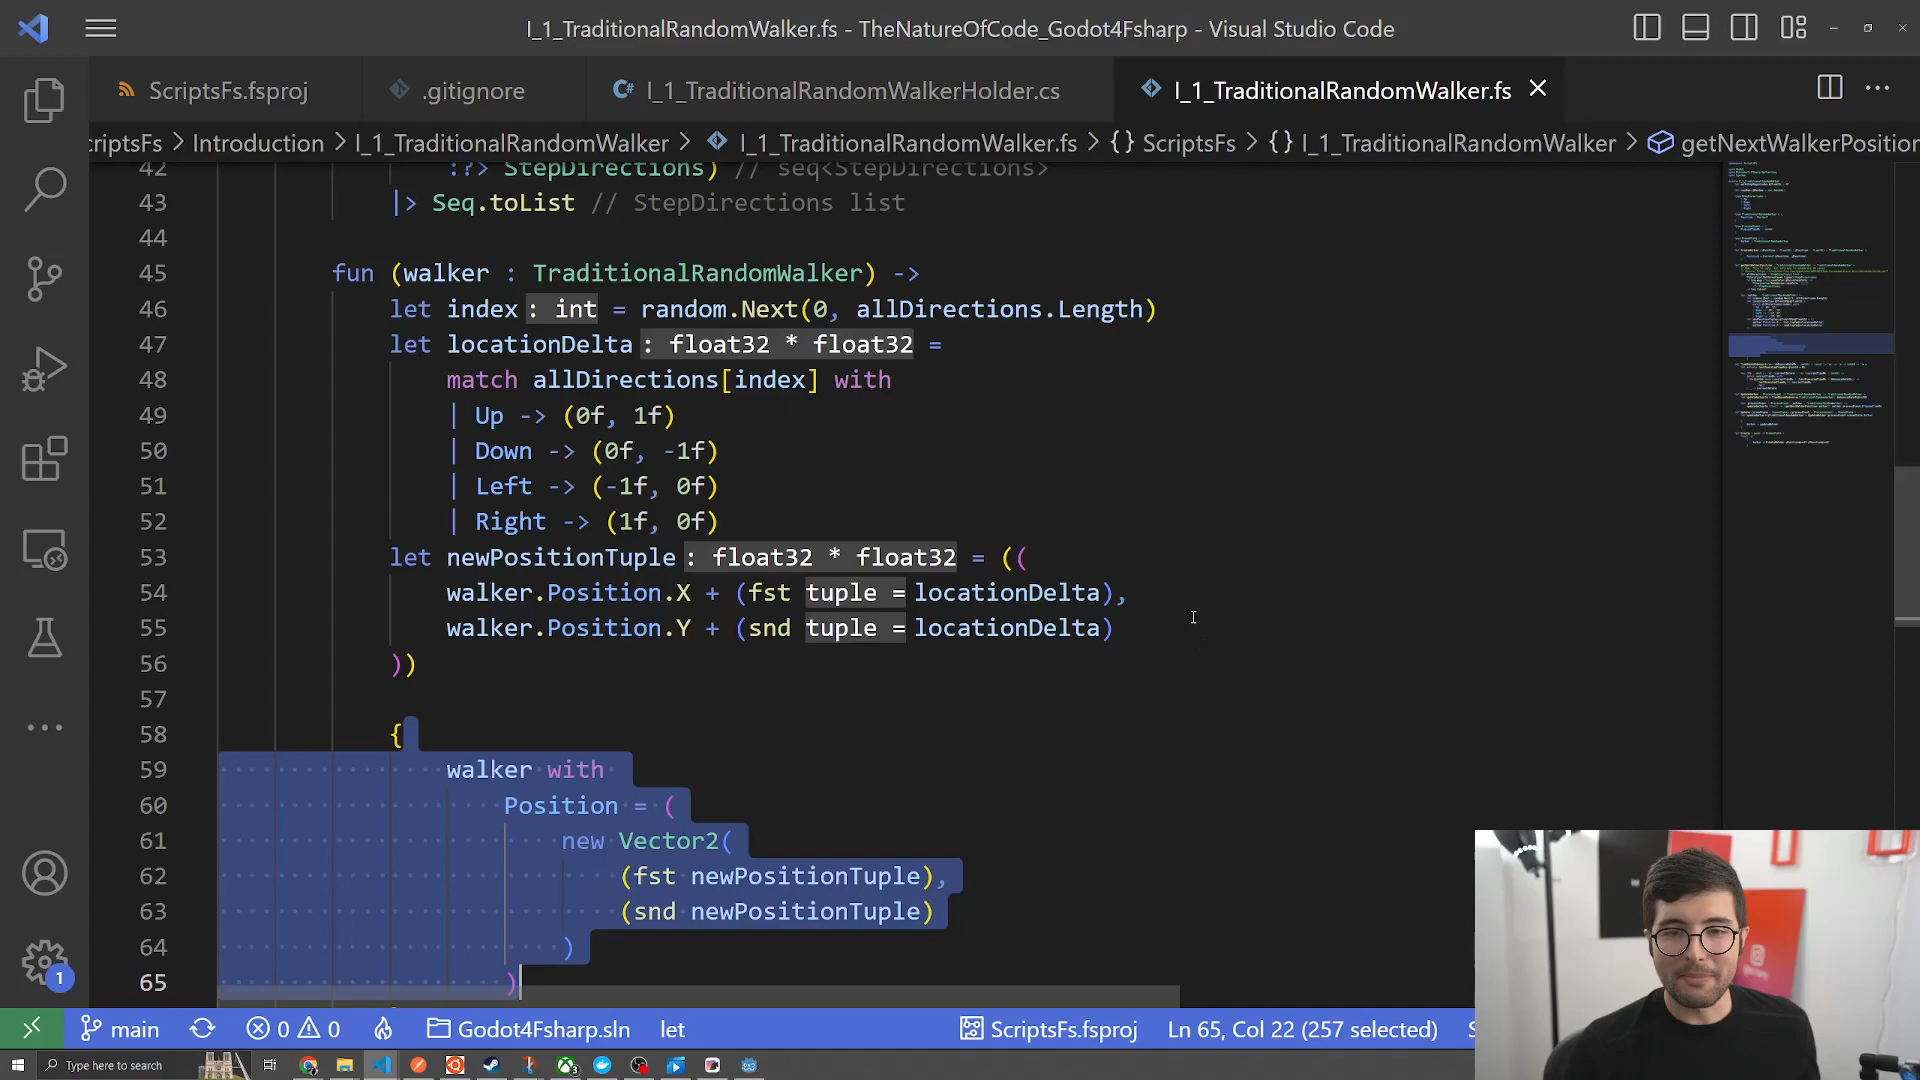 I_1_TraditionalRandomWalker.fs - TheNatureOfCode_Godot4Fsharp - Visual Studio Code
ScriptsFs.fsproj
.gitignore
C# I_1_TraditionalRandomWalkerHolder.cs
I_1_TraditionalRandomWalker.fs
criptsFs > Introduction > I_1_TraditionalRandomWalker > I_1_TraditionalRandomWalker.fs > {} ScriptsFs > {} I_1_TraditionalRandomWalker > getNextWalkerPosition
42 :?> StepDirections) // seq<StepDirections>
43 |> Seq.toList // StepDirections list
44
45 fun (walker : TraditionalRandomWalker) ->
46 let index : int = random.Next(0, allDirections.Length)
47 let locationDelta : float32 * float32 =
48 match allDirections[index] with
49 | Up -> (0f, 1f)
50 | Down -> (0f, -1f)
51 | Left -> (-1f, 0f)
52 | Right -> (1f, 0f)
53 let newPositionTuple : float32 * float32 = ((
54 walker.Position.X + (fst tuple = locationDelta),
55 walker.Position.Y + (snd tuple = locationDelta)
56 ))
57
58 {
59 walker with
60 Position = (
61 new Vector2(
62 (fst newPositionTuple),
63 (snd newPositionTuple)
64 )
65 )
1
main 0 0 Godot4Fsharp.sln let ScriptsFs.fsproj Ln 65, Col 22 (257 selected) S
Type here to search